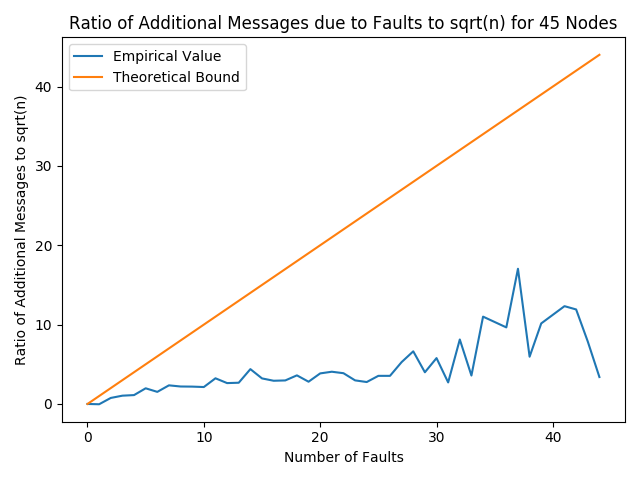 Ratio of Additional Messages due to Faults to sqrt(n) for 45 Nodes
Empirical Value
Theoretical Bound
Ratio of Additional Messages to sqrt(n)
40
30
20
10
0
0 10 20 30 40
Number of Faults